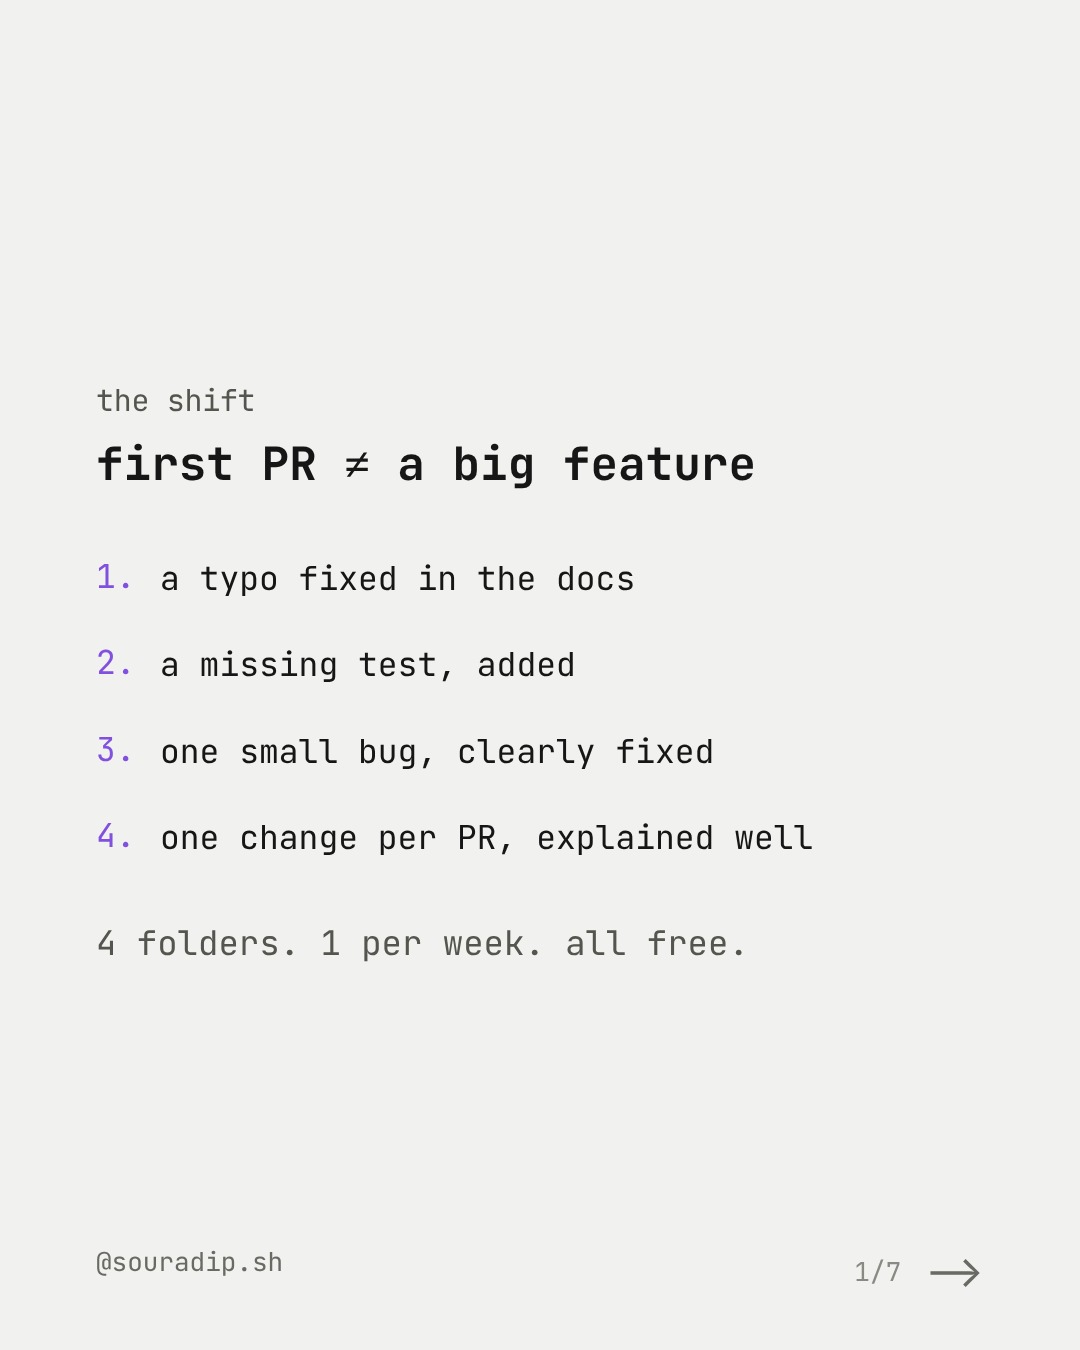 the shift
first PR ≠ a big feature
1. a typo fixed in the docs
2. a missing test, added
3. one small bug, clearly fixed
4. one change per PR, explained well
4 folders. 1 per week. all free.
@souradip.sh
1/7 →